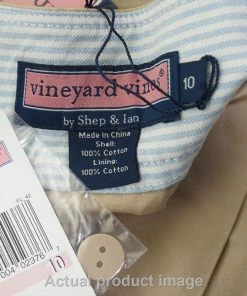 vineyard vines®
10
by Shep & Ian
Made in China
Shell:
100% Cotton
Lining:
100% Cotton
10
Actual product image